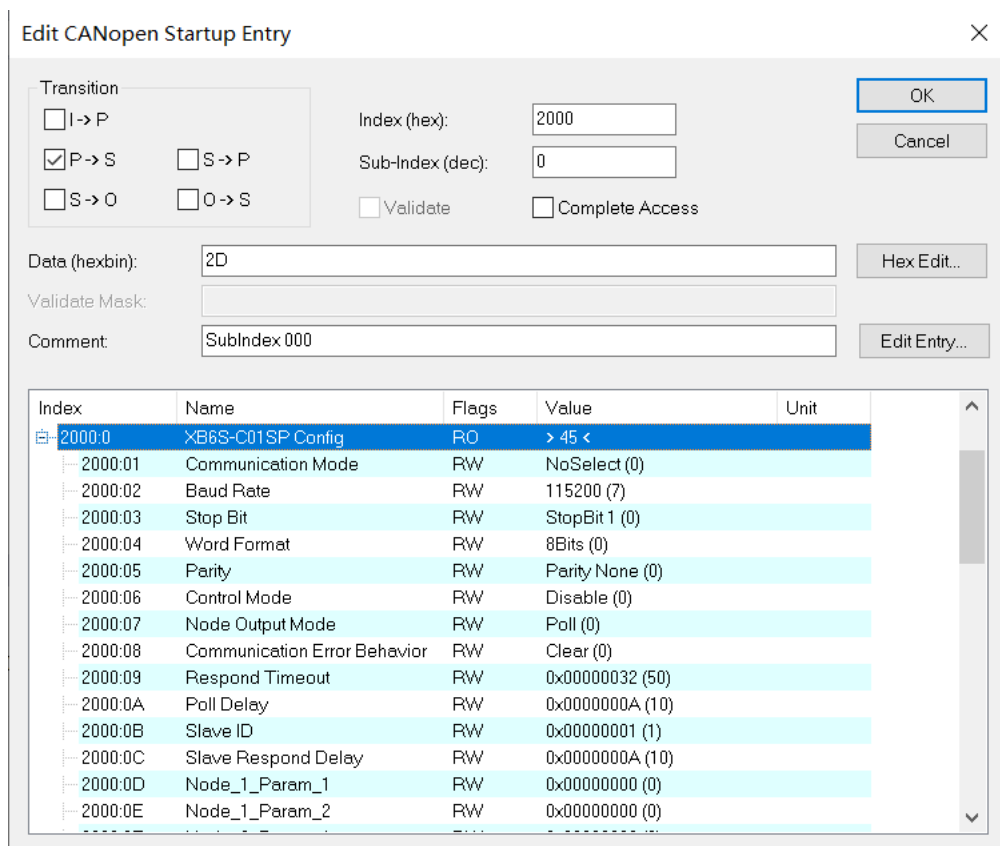 Edit CANopen Startup Entry
Transition
I -> P
P -> S
S -> P
S -> O
O -> S
Index (hex):
2000
Sub-Index (dec):
0
Validate
Complete Access
OK
Cancel
Data (hexbin):
2D
Hex Edit...
Validate Mask:
Comment:
SubIndex 000
Edit Entry...
Index Name Flags Value Unit
2000:0 XB6S-C01SP Config RO > 45 <
2000:01 Communication Mode RW NoSelect (0)
2000:02 Baud Rate RW 115200 (7)
2000:03 Stop Bit RW StopBit 1 (0)
2000:04 Word Format RW 8Bits (0)
2000:05 Parity RW Parity None (0)
2000:06 Control Mode RW Disable (0)
2000:07 Node Output Mode RW Poll (0)
2000:08 Communication Error Behavior RW Clear (0)
2000:09 Respond Timeout RW 0x00000032 (50)
2000:0A Poll Delay RW 0x0000000A (10)
2000:0B Slave ID RW 0x00000001 (1)
2000:0C Slave Respond Delay RW 0x0000000A (10)
2000:0D Node_1_Param_1 RW 0x00000000 (0)
2000:0E Node_1_Param_2 RW 0x00000000 (0)